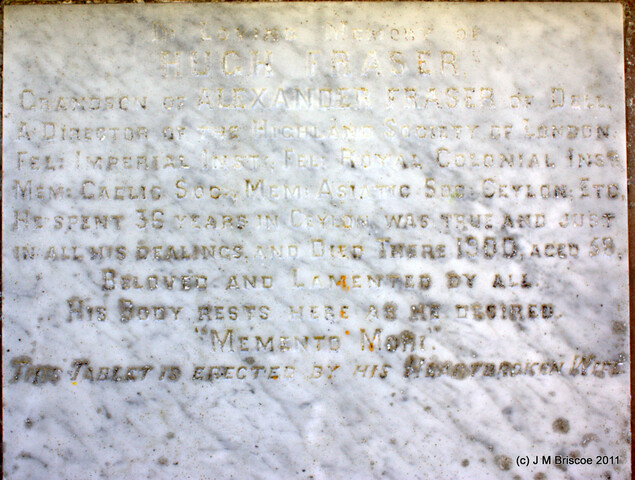 In Loving Memory of
HUGH FRASER
Grandson of ALEXANDER FRASER of Dell,
A Director of the Highland Society of London.
Fel: Imperial Inst: Fel: Royal Colonial Inst:
Mem: Gaelic Soc:, Mem: Asiatic Soc: Ceylon Etc.
He spent 36 years in Ceylon, was true and just
in all his dealings, and Died There 1900, aged 58,
Beloved and Lamented by all.
His Body rests here as he desired.
"Memento Mori."
This Tablet is erected by his Heartbroken Wife
(c) J M Briscoe 2011